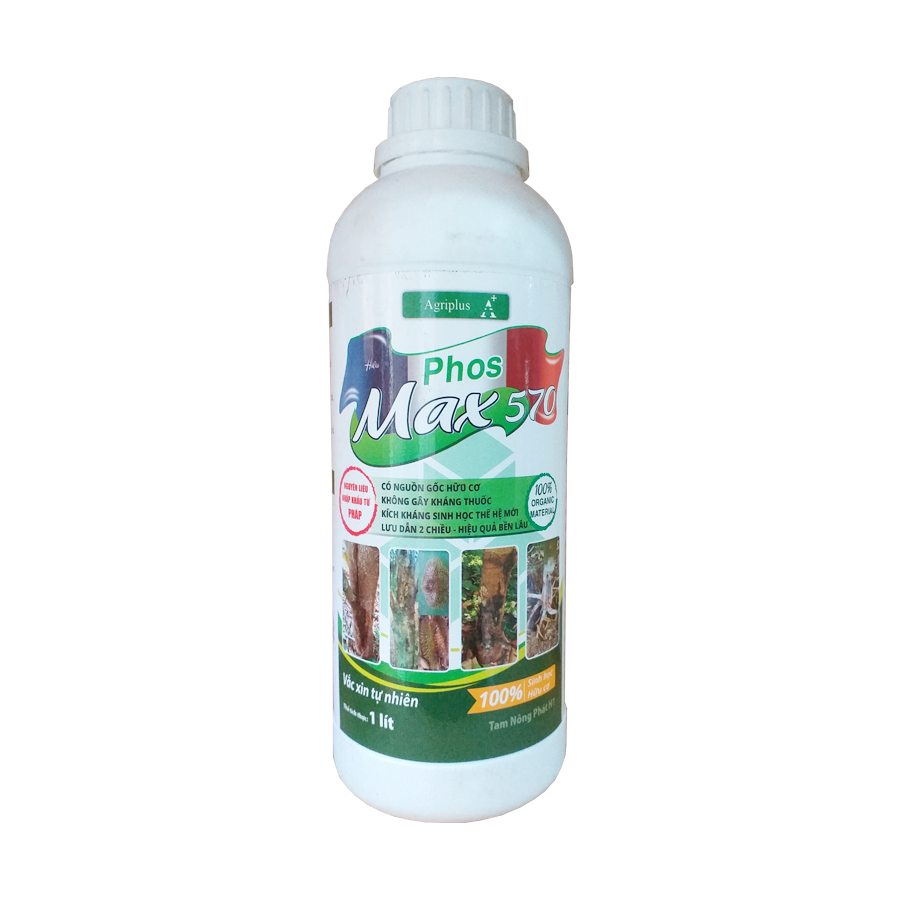 Agriplus A+
Hiệu
Phos
Max 570
NGUYÊN LIỆU
NHẬP KHẨU TỪ
PHÁP
CÓ NGUỒN GỐC HỮU CƠ
KHÔNG GÂY KHÁNG THUỐC
KÍCH KHÁNG SINH HỌC THẾ HỆ MỚI
LƯU DẪN 2 CHIỀU - HIỆU QUẢ BỀN LÂU
100%
ORGANIC
MATERIAL
Vắc xin tự nhiên
Thể tích thực: 1 lít
100% Sinh học
Hữu cơ
Tam Nông Phát H1